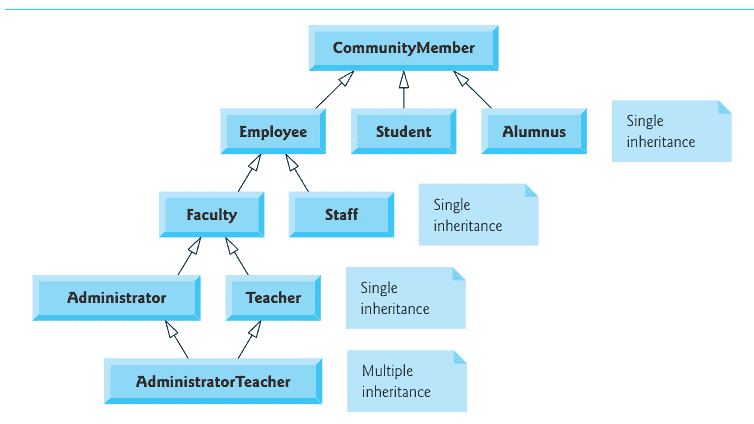 CommunityMember
Employee
Student
Alumnus
Single
inheritance
Faculty
Staff
Single
inheritance
Administrator
Teacher
Single
inheritance
AdministratorTeacher
Multiple
inheritance